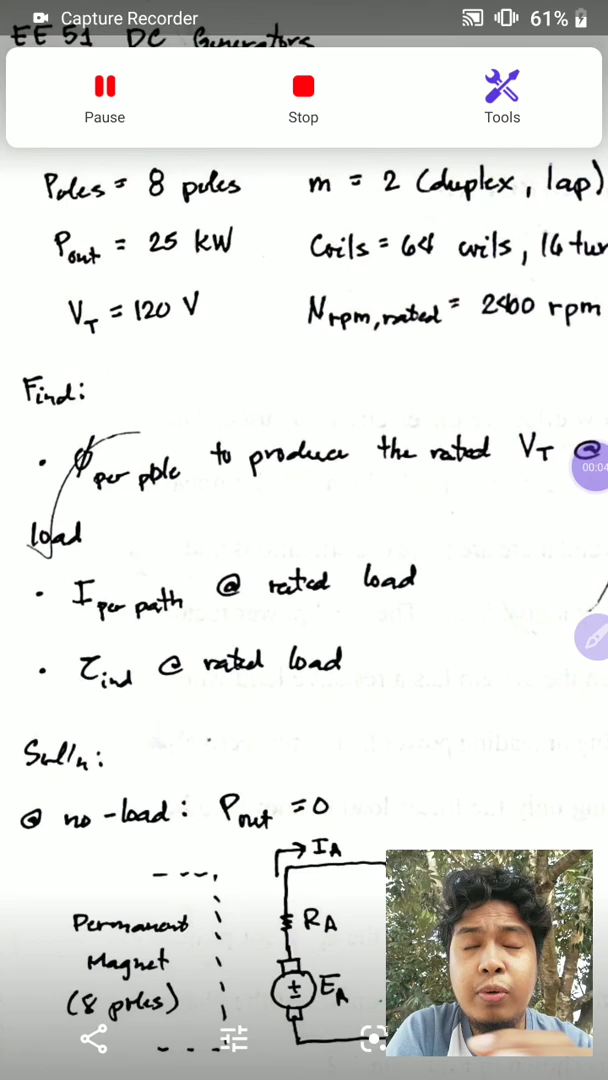 Capture Recorder
61%
EE 51 DC Generators
Pause
Stop
Tools
Poles = 8 poles
m = 2 (duplex, lap)
Pout = 25 kW
Coils = 64 coils, 16 tur
VT = 120 V
Nrpm, rated = 2400 rpm
Find:
• ϕper pole to produce the rated VT @
00:04
load
• Iper path @ rated load
• τind @ rated load
Sol'n:
@ no-load: Pout = 0
IA
Permanent
Magnet
(8 poles)
RA
± EA